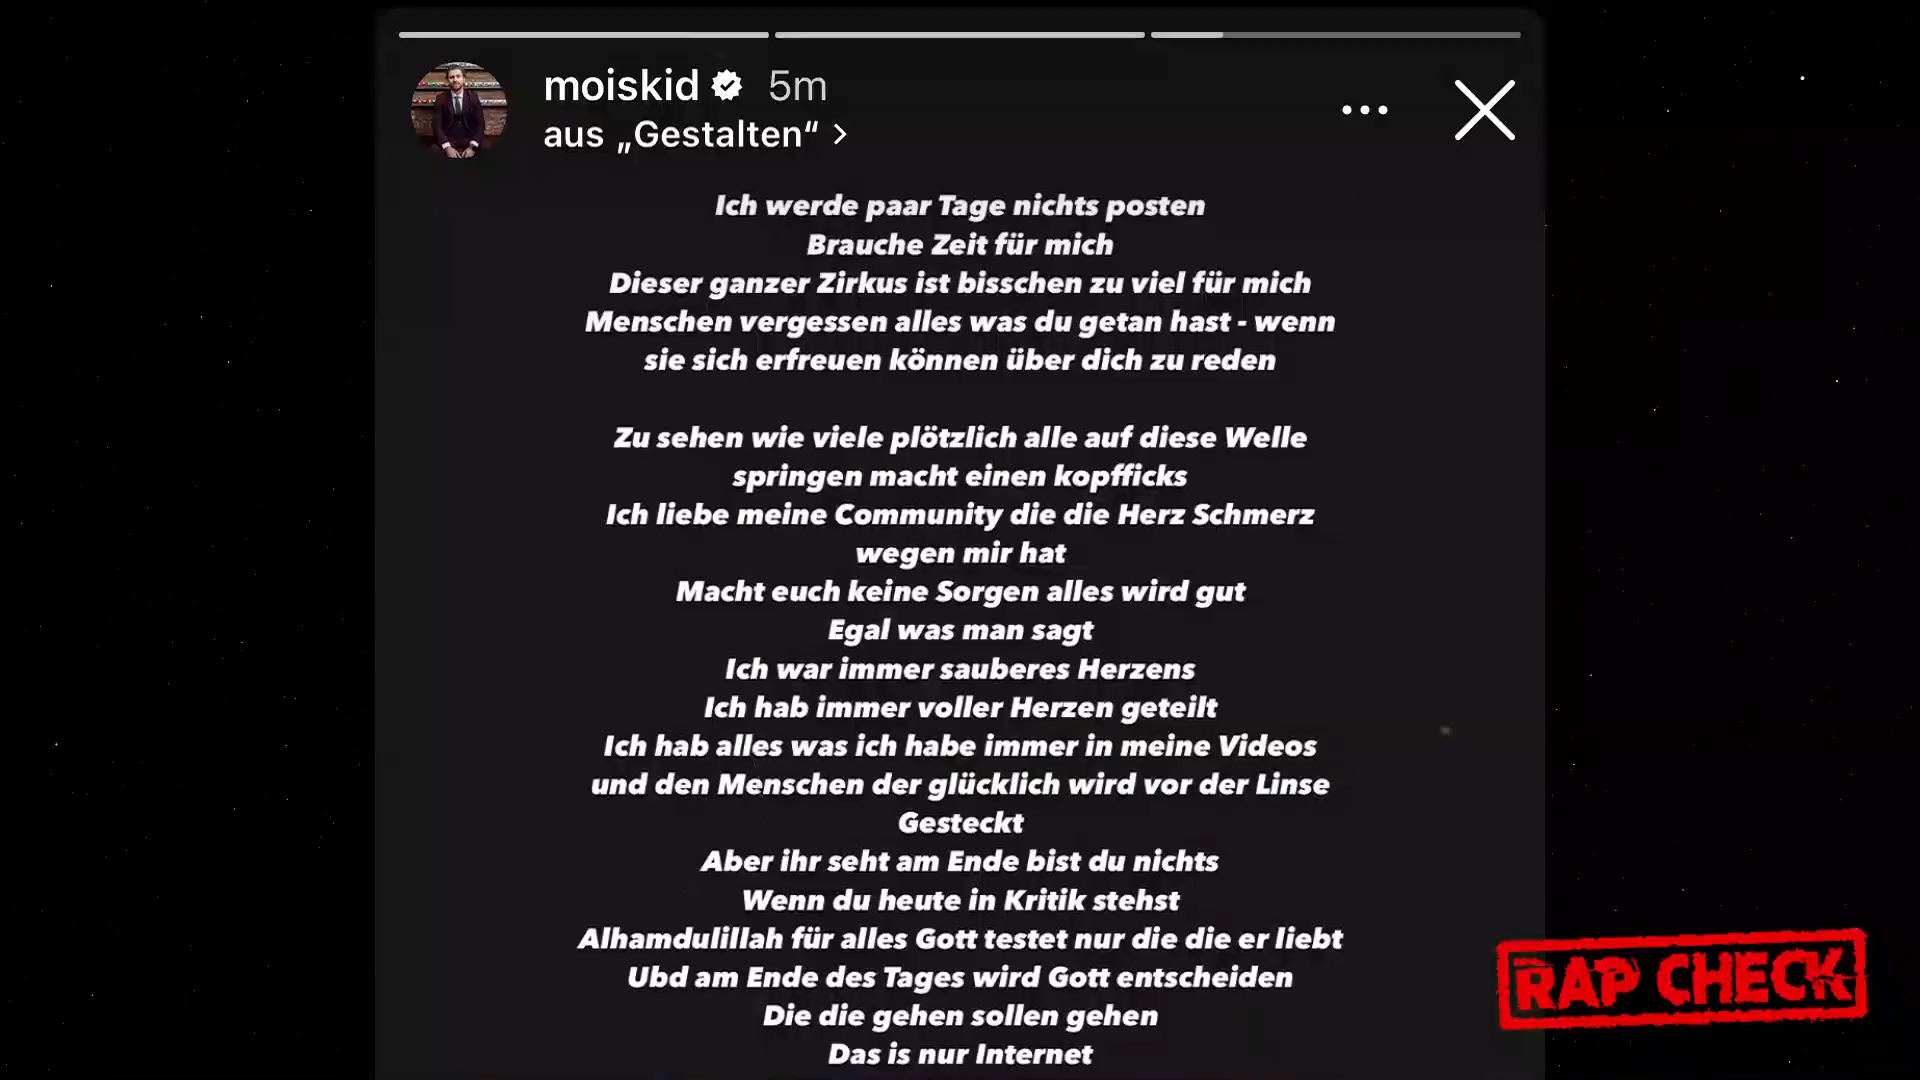 moiskid 5m
aus „Gestalten“ >
Ich werde paar Tage nichts posten
Brauche Zeit für mich
Dieser ganzer Zirkus ist bisschen zu viel für mich
Menschen vergessen alles was du getan hast - wenn
sie sich erfreuen können über dich zu reden
Zu sehen wie viele plötzlich alle auf diese Welle
springen macht einen kopfficks
Ich liebe meine Community die die Herz Schmerz
wegen mir hat
Macht euch keine Sorgen alles wird gut
Egal was man sagt
Ich war immer sauberes Herzens
Ich hab immer voller Herzen geteilt
Ich hab alles was ich habe immer in meine Videos
und den Menschen der glücklich wird vor der Linse
Gesteckt
Aber ihr seht am Ende bist du nichts
Wenn du heute in Kritik stehst
Alhamdulillah für alles Gott testet nur die die er liebt
Ubd am Ende des Tages wird Gott entscheiden
Die die gehen sollen gehen
Das is nur Internet
RAP CHECK